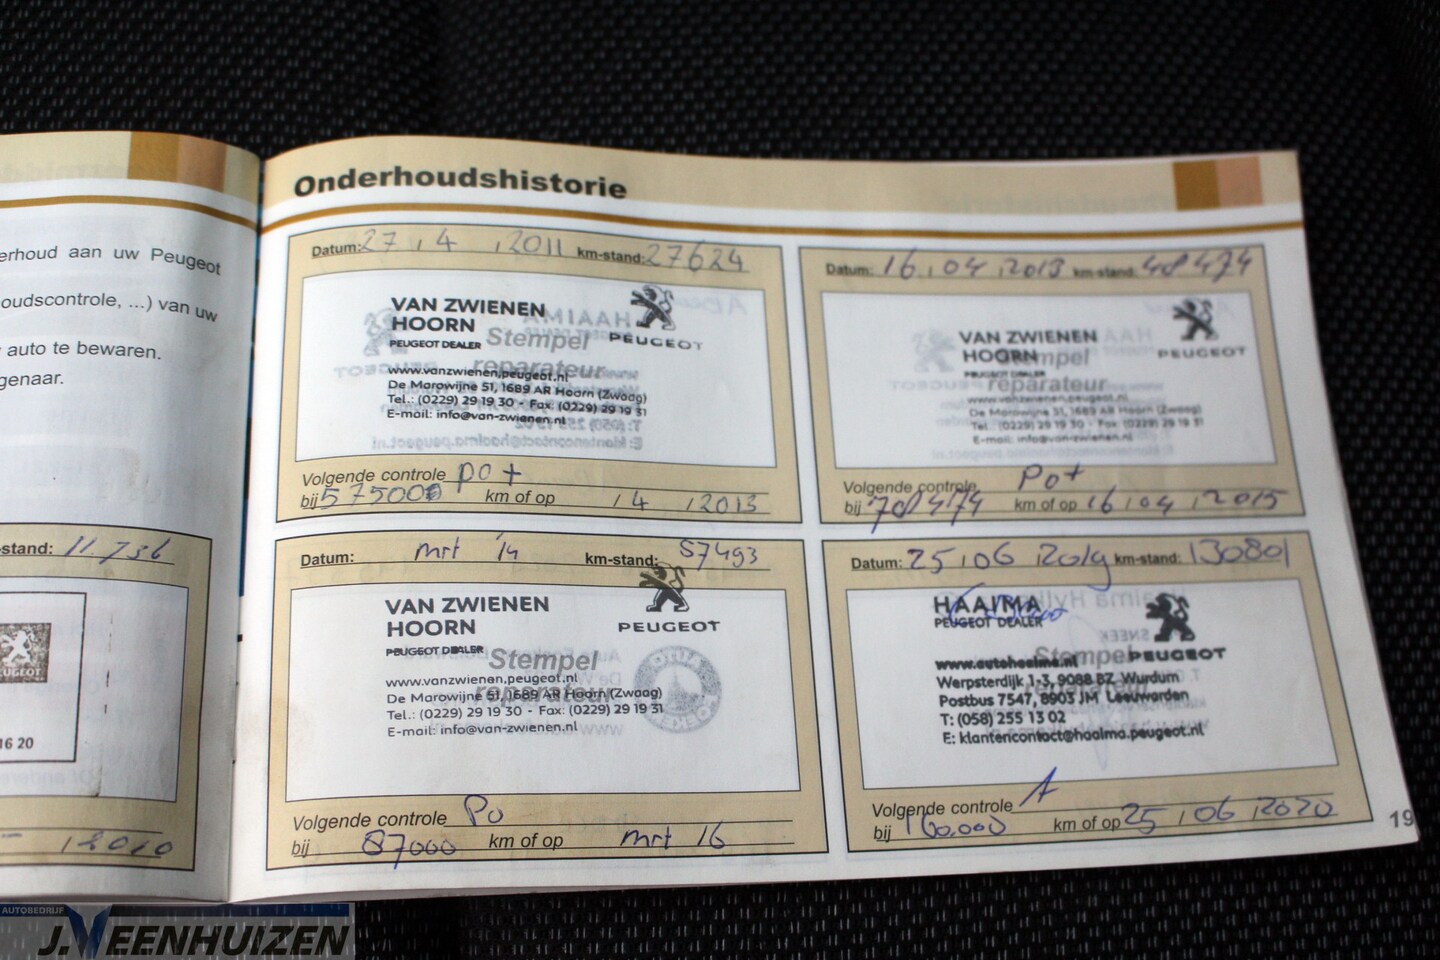 erhoud aan uw Peugeot
oudscontrole, ...) van uw
auto te bewaren.
genaar.
-stand: 11.736
PEUGEOT
16 20
2010
Onderhoudshistorie
Datum: 27 / 4 / 2011 km-stand: 27624
VAN ZWIENEN
HOORN
PEUGEOT DEALER
PEUGEOT
Stempel
reparateur
www.vanzwienen.peugeot.nl
De Marowijne 51, 1689 AR Hoorn (Zwaag)
Tel.: (0229) 29 19 30 - Fax: (0229) 29 19 31
E-mail: info@van-zwienen.nl
Volgende controle po +
bij 57500 km of op / 4 / 2013
Datum: 16 / 04 / 2013 km-stand: 48474
VAN ZWIENEN
HOORN
PEUGEOT DEALER
PEUGEOT
Stempel
reparateur
www.vanzwienen.peugeot.nl
De Marowijne 51, 1689 AR Hoorn (Zwaag)
Tel.: (0229) 29 19 30 - Fax: (0229) 29 19 31
E-mail: info@van-zwienen.nl
Volgende controle Po+
bij 78474 km of op 16 / 04 / 2015
Datum: mrt '14 km-stand: 57493
VAN ZWIENEN
HOORN
PEUGEOT DEALER
PEUGEOT
Stempel
reparateur
www.vanzwienen.peugeot.nl
De Marowijne 51, 1689 AR Hoorn (Zwaag)
Tel.: (0229) 29 19 30 - Fax: (0229) 29 19 31
E-mail: info@van-zwienen.nl
Volgende controle Po
bij 87000 km of op mrt 16
Datum: 25 / 06 / 2019 km-stand: 130801
HAAIMA
PEUGEOT DEALER
PEUGEOT
Stempel
www.autohaaima.nl
Werpsterdijk 1-3, 9088 BZ Wurdum
Postbus 7547, 8903 JM Leeuwarden
T: (058) 255 13 02
E: klantencontact@haaima.peugeot.nl
Volgende controle A
bij 160.000 km of op 25 / 06 / 2020
19
AUTOBEDRIJF
J.VEENHUIZEN